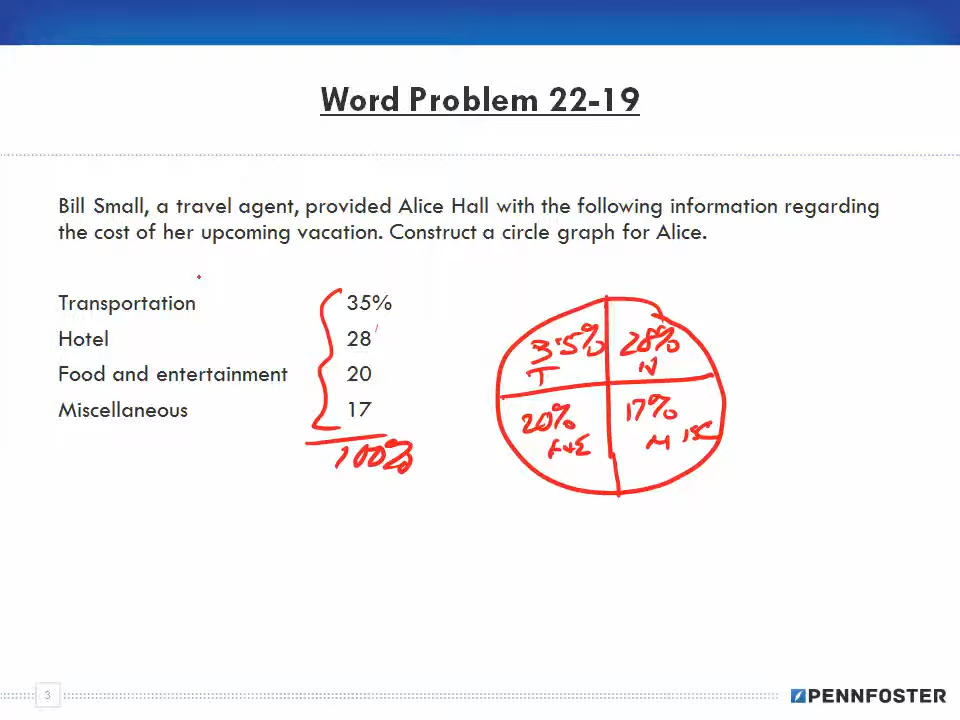 Word Problem 22-19
Bill Small, a travel agent, provided Alice Hall with the following information regarding
the cost of her upcoming vacation. Construct a circle graph for Alice.
Transportation 35%
Hotel 28
Food and entertainment 20
Miscellaneous 17
100%
35% 28%
T
20% 17%
F+E Misc
3
PENNFOSTER